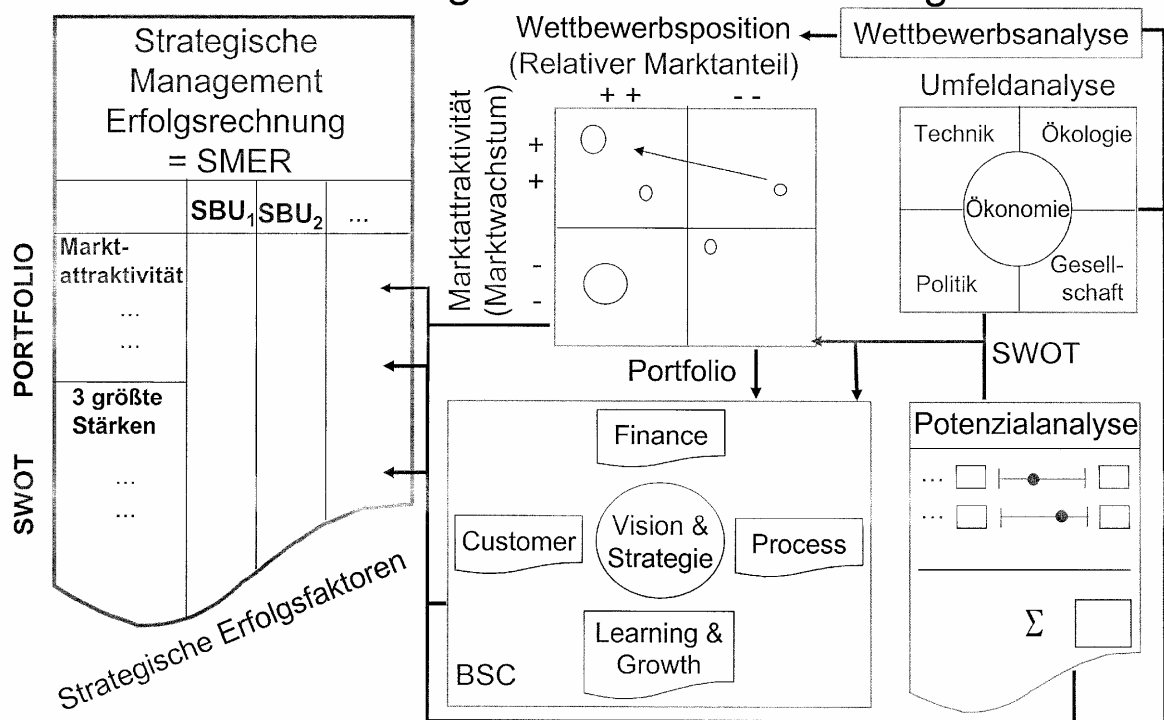 Strategische
Management
Erfolgsrechnung
= SMER
SBU1 SBU2 ...
Markt-
attraktivität
...
...
3 größte
Stärken
...
...
PORTFOLIO
SWOT
Strategische Erfolgsfaktoren
Wettbewerbsposition
(Relativer Marktanteil)
+ + - -
Marktattraktivität
(Marktwachstum)
+
+
-
-
Portfolio
Wettbewerbsanalyse
Umfeldanalyse
Technik
Ökologie
Ökonomie
Politik
Gesell-
schaft
SWOT
Potenzialanalyse
...
...
Σ
Finance
Customer
Vision &
Strategie
Process
Learning &
Growth
BSC